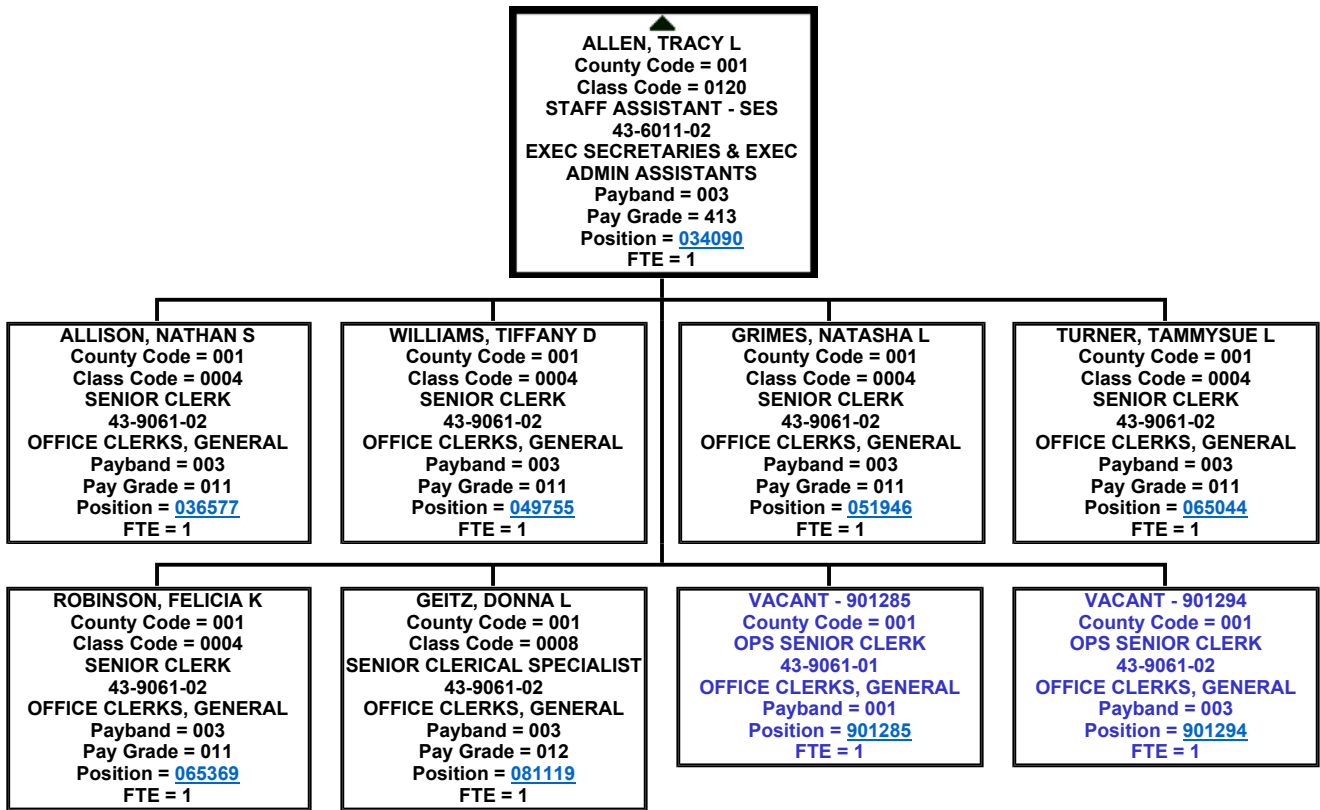 ALLEN, TRACY L
County Code = 001
Class Code = 0120
STAFF ASSISTANT - SES
43-6011-02
EXEC SECRETARIES & EXEC
ADMIN ASSISTANTS
Payband = 003
Pay Grade = 413
Position = 034090
FTE = 1
ALLISON, NATHAN S
County Code = 001
Class Code = 0004
SENIOR CLERK
43-9061-02
OFFICE CLERKS, GENERAL
Payband = 003
Pay Grade = 011
Position = 036577
FTE = 1
WILLIAMS, TIFFANY D
County Code = 001
Class Code = 0004
SENIOR CLERK
43-9061-02
OFFICE CLERKS, GENERAL
Payband = 003
Pay Grade = 011
Position = 049755
FTE = 1
GRIMES, NATASHA L
County Code = 001
Class Code = 0004
SENIOR CLERK
43-9061-02
OFFICE CLERKS, GENERAL
Payband = 003
Pay Grade = 011
Position = 051946
FTE = 1
TURNER, TAMMYSUE L
County Code = 001
Class Code = 0004
SENIOR CLERK
43-9061-02
OFFICE CLERKS, GENERAL
Payband = 003
Pay Grade = 011
Position = 065044
FTE = 1
ROBINSON, FELICIA K
County Code = 001
Class Code = 0004
SENIOR CLERK
43-9061-02
OFFICE CLERKS, GENERAL
Payband = 003
Pay Grade = 011
Position = 065369
FTE = 1
GEITZ, DONNA L
County Code = 001
Class Code = 0008
SENIOR CLERICAL SPECIALIST
43-9061-02
OFFICE CLERKS, GENERAL
Payband = 003
Pay Grade = 012
Position = 081119
FTE = 1
VACANT - 901285
County Code = 001
OPS SENIOR CLERK
43-9061-01
OFFICE CLERKS, GENERAL
Payband = 001
Position = 901285
FTE = 1
VACANT - 901294
County Code = 001
OPS SENIOR CLERK
43-9061-02
OFFICE CLERKS, GENERAL
Payband = 003
Position = 901294
FTE = 1